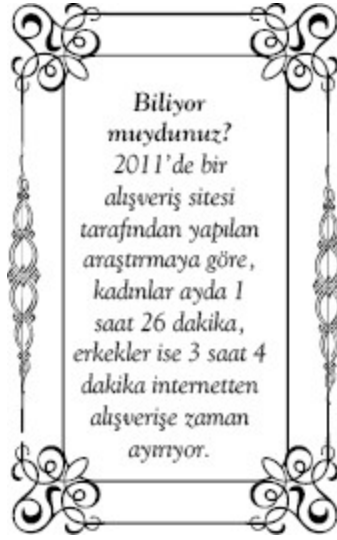 Biliyor
muydunuz?
2011'de bir
alışveriş sitesi
tarafından yapılan
araştırmaya göre,
kadınlar ayda 1
saat 26 dakika,
erkekler ise 3 saat 4
dakika internetten
alışverişe zaman
ayırıyor.